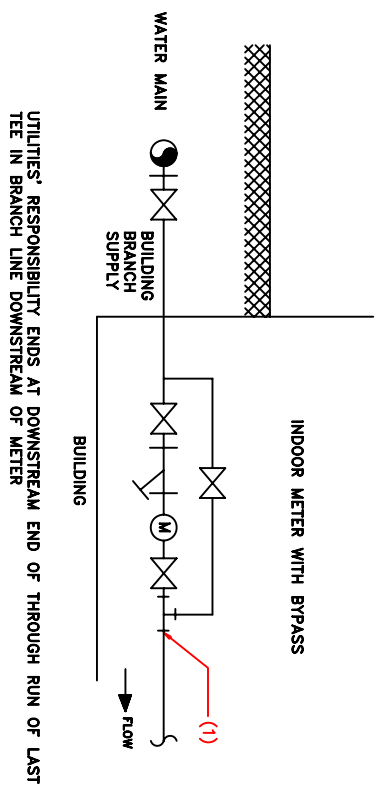 INDOOR METER WITH BYPASS
WATER MAIN
BUILDING
BRANCH
SUPPLY
M
(1)
FLOW
BUILDING
UTILITIES' RESPONSIBILITY ENDS AT DOWNSTREAM END OF THROUGH RUN OF LAST
TEE IN BRANCH LINE DOWNSTREAM OF METER